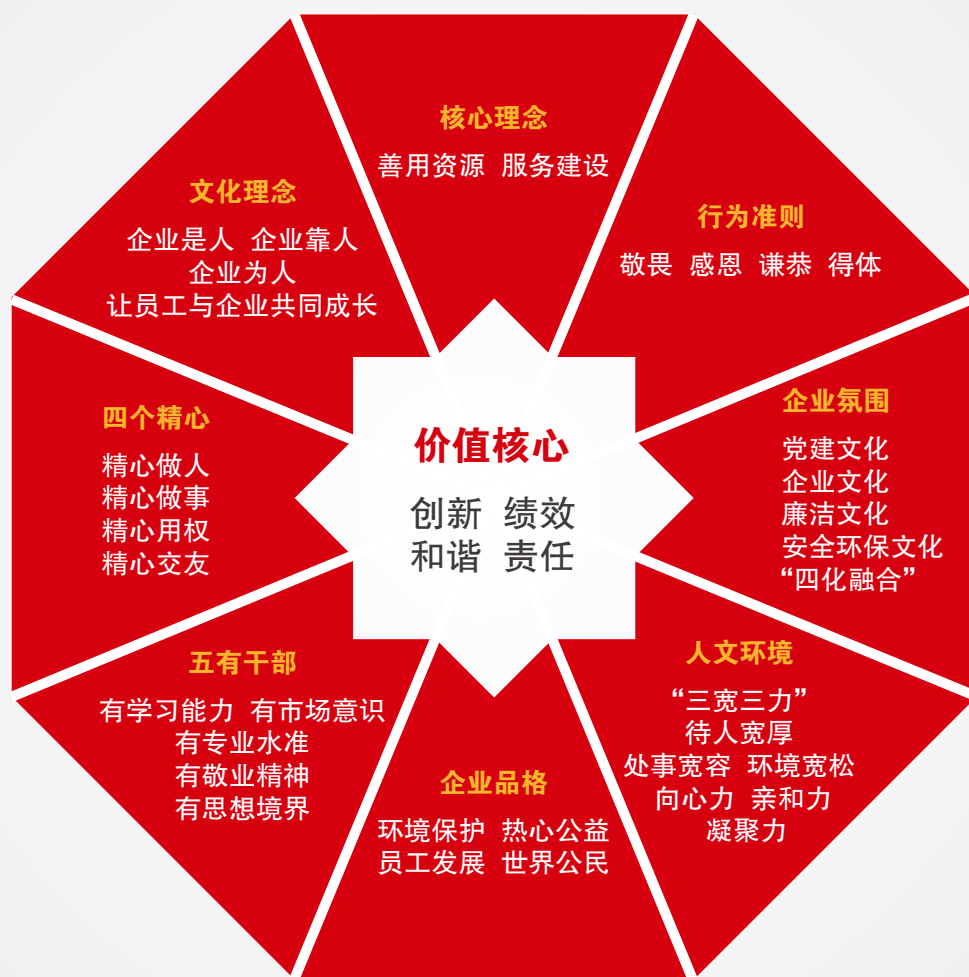 核心理念
善用资源 服务建设
文化理念
企业是人 企业靠人
企业为人
让员工与企业共同成长
行为准则
敬畏 感恩 谦恭 得体
四个精心
精心做人
精心做事
精心用权
精心交友
价值核心
创新 绩效
和谐 责任
企业氛围
党建文化
企业文化
廉洁文化
安全环保文化
“四化融合”
五有干部
有学习能力 有市场意识
有专业水准
有敬业精神
有思想境界
企业品格
环境保护 热心公益
员工发展 世界公民
人文环境
“三宽三力”
待人宽厚
处事宽容 环境宽松
向心力 亲和力
凝聚力